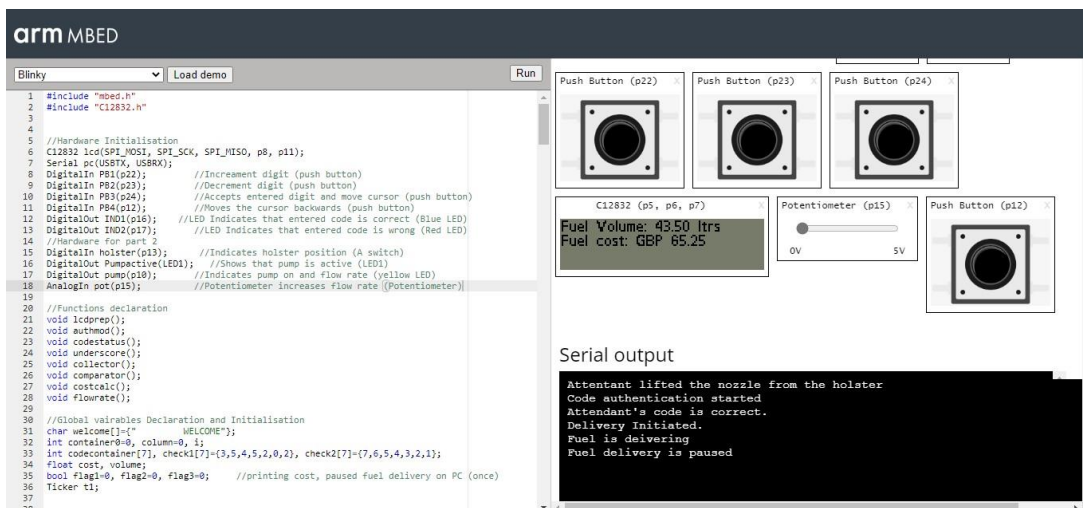 arm MBED
Blinky
Load demo
Run
1 #include "mbed.h"
2 #include "C12832.h"
3
4
5 //Hardware Initialisation
6 C12832 lcd(SPI_MOSI, SPI_SCK, SPI_MISO, p8, p11);
7 Serial pc(USBTX, USBRX);
8 DigitalIn PB1(p22); //Increament digit (push button)
9 DigitalIn PB2(p23); //Decrement digit (push button)
10 DigitalIn PB3(p24); //Accepts entered digit and move cursor (push button)
11 DigitalIn PB4(p12); //Moves the cursor backwards (push button)
12 DigitalOut IND1(p16); //LED Indicates that entered code is correct (Blue LED)
13 DigitalOut IND2(p17); //LED Indicates that entered code is wrong (Red LED)
14 //Hardware for part 2
15 DigitalIn holster(p13); //Indicates holster position (A switch)
16 DigitalOut Pumpactive(LED1); //Shows that pump is active (LED1)
17 DigitalOut pump(p10); //Indicates pump on and flow rate (yellow LED)
18 AnalogIn pot(p15); //Potentiometer increases flow rate (Potentiometer)
19
20 //Functions declaration
21 void lcdprep();
22 void authmod();
23 void codestatus();
24 void underscore();
25 void collector();
26 void comparator();
27 void costcalc();
28 void flowrate();
29
30 //Global vairables Declaration and Initialisation
31 char welcome[]={" WELCOME"};
32 int container0=0, column=0, i;
33 int codecontainer[7], check1[7]={3,5,4,5,2,0,2}, check2[7]={7,6,5,4,3,2,1};
34 float cost, volume;
35 bool flag1=0, flag2=0, flag3=0; //printing cost, paused fuel delivery on PC (once)
36 Ticker t1;
37
Push Button (p22) X
Push Button (p23) X
Push Button (p24) X
C12832 (p5, p6, p7) X
Fuel Volume: 43.50 ltrs
Fuel cost: GBP 65.25
Potentiometer (p15) X
0V 5V
Push Button (p12) X
Serial output
Attentant lifted the nozzle from the holster
Code authentication started
Attendant's code is correct.
Delivery Initiated.
Fuel is deivering
Fuel delivery is paused